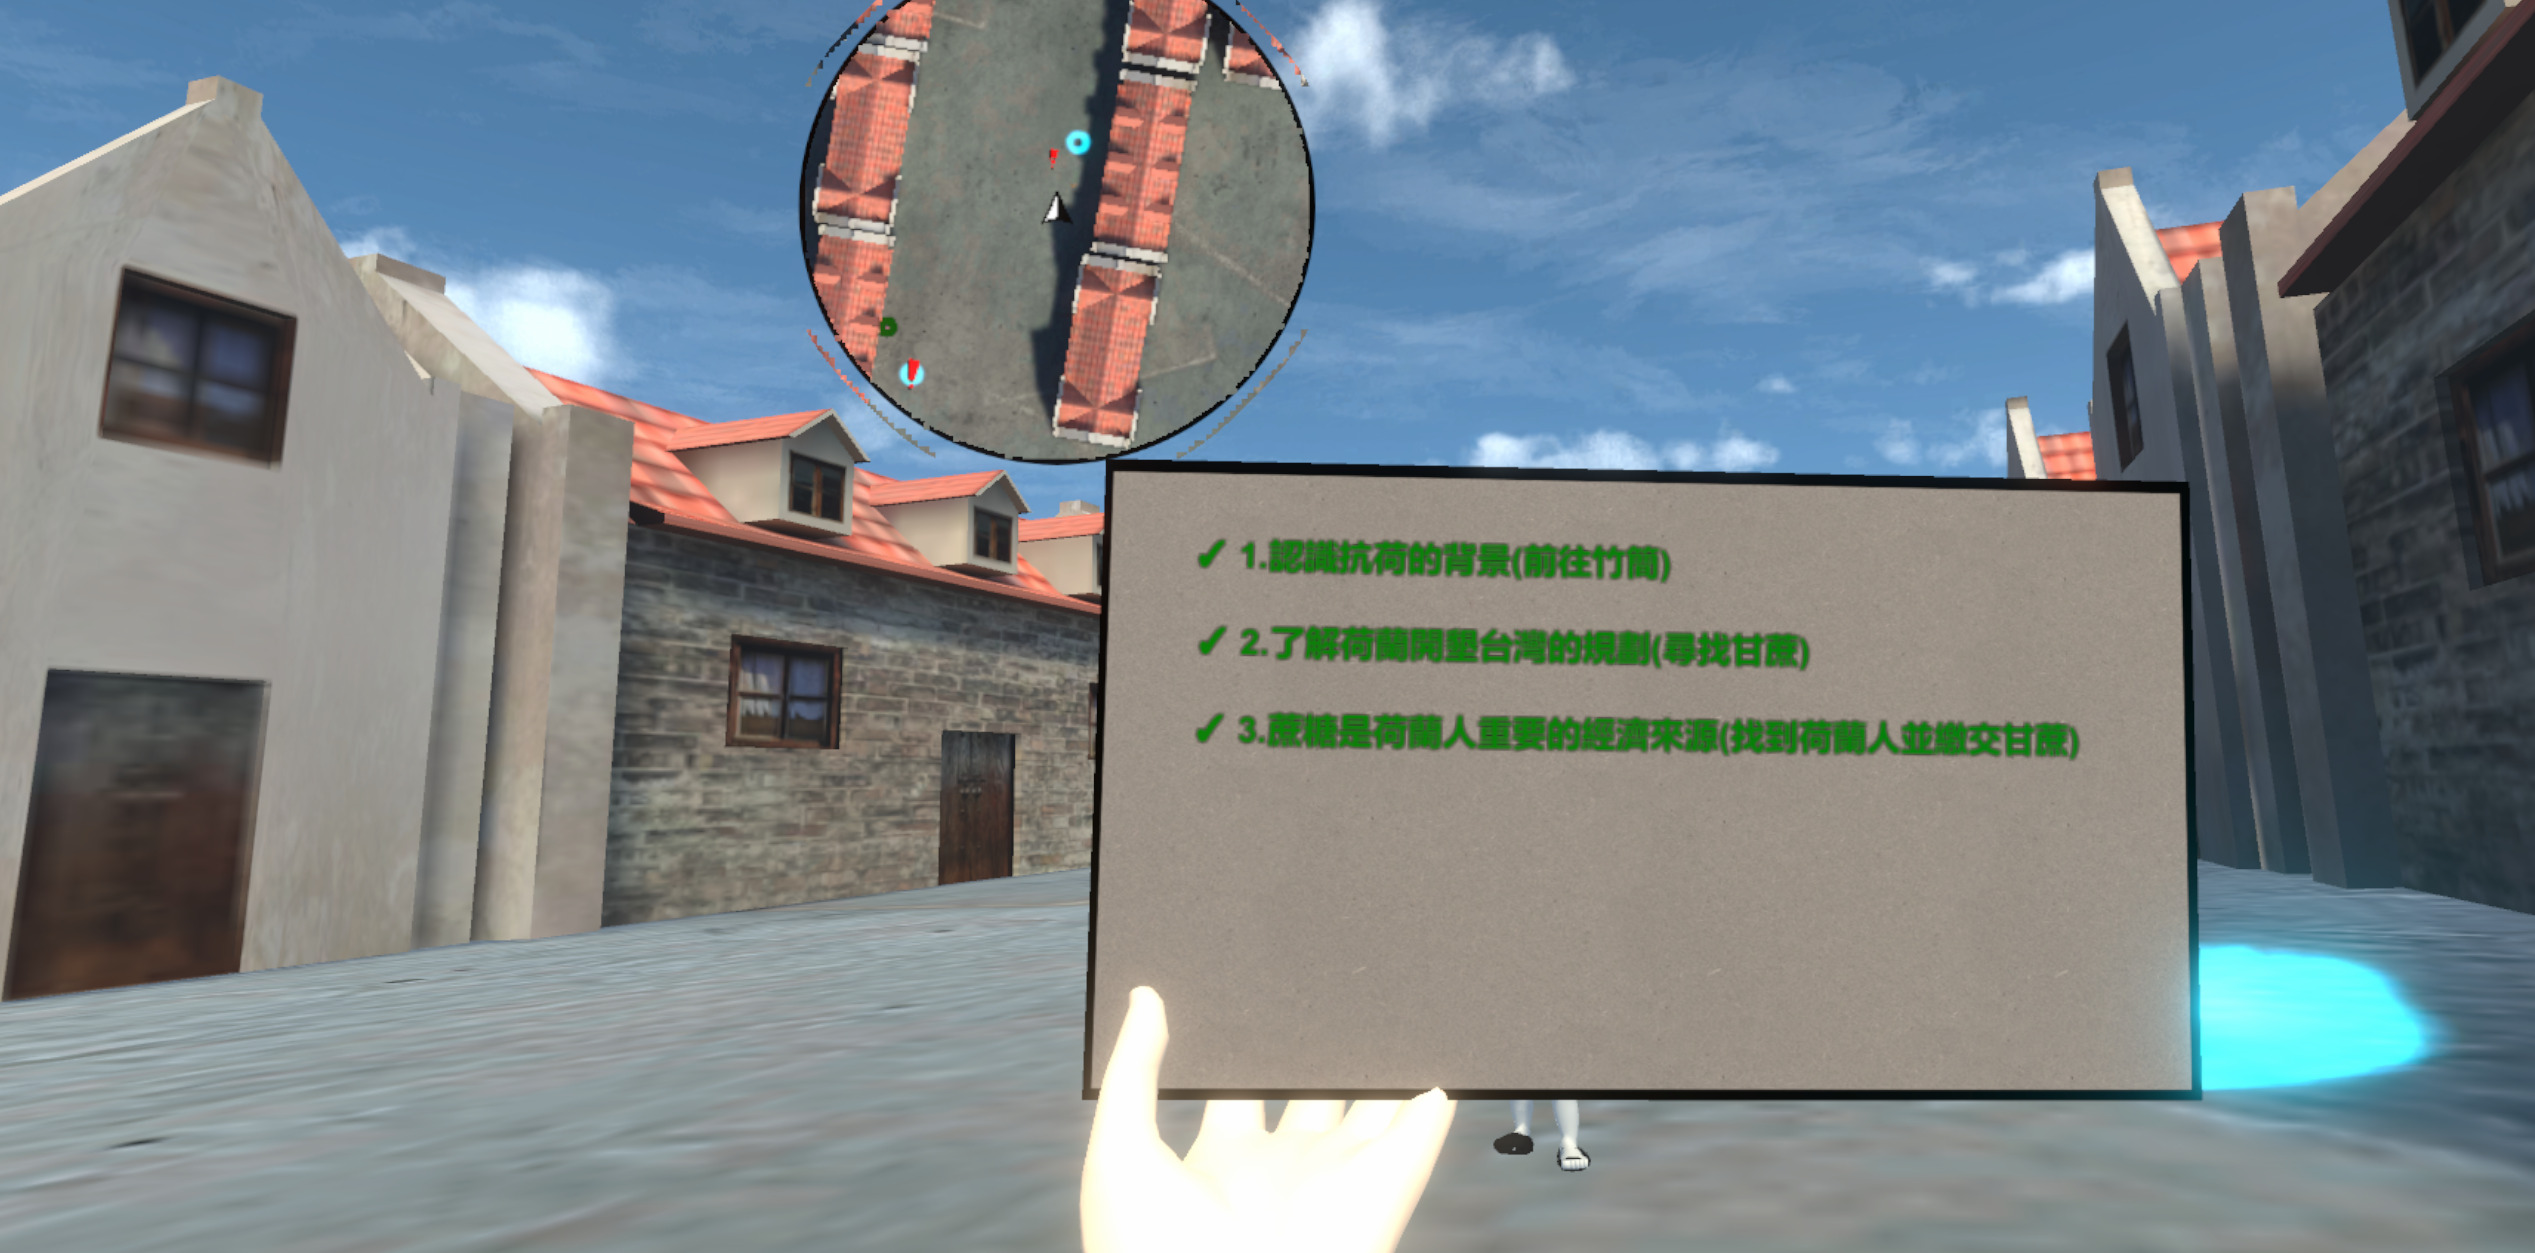 ✓ 1.認識抗荷的背景(前往竹簡)
✓ 2.了解荷蘭開墾台灣的規劃(尋找甘蔗)
✓ 3.蔗糖是荷蘭人重要的經濟來源(找到荷蘭人並繳交甘蔗)